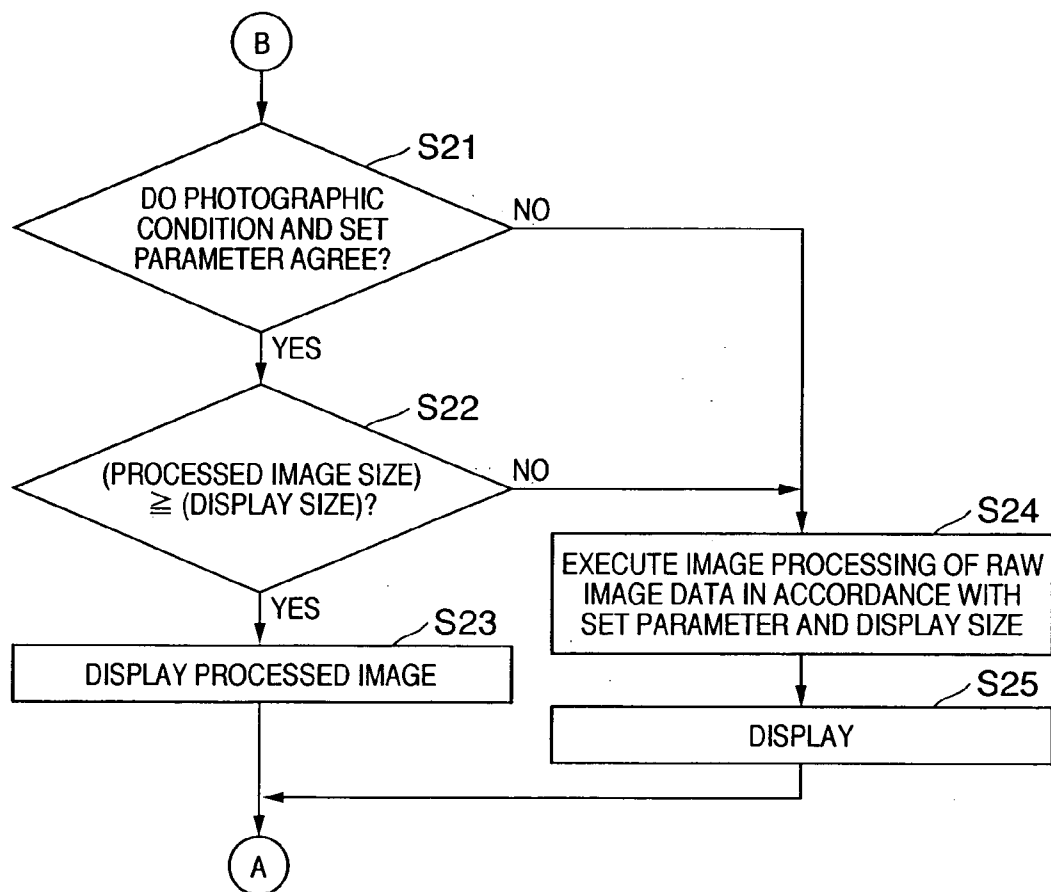 B
S21
DO PHOTOGRAPHIC
CONDITION AND SET
PARAMETER AGREE?
NO
YES
S22
(PROCESSED IMAGE SIZE)
≧ (DISPLAY SIZE)?
NO
YES
S23
DISPLAY PROCESSED IMAGE
S24
EXECUTE IMAGE PROCESSING OF RAW
IMAGE DATA IN ACCORDANCE WITH
SET PARAMETER AND DISPLAY SIZE
S25
DISPLAY
A